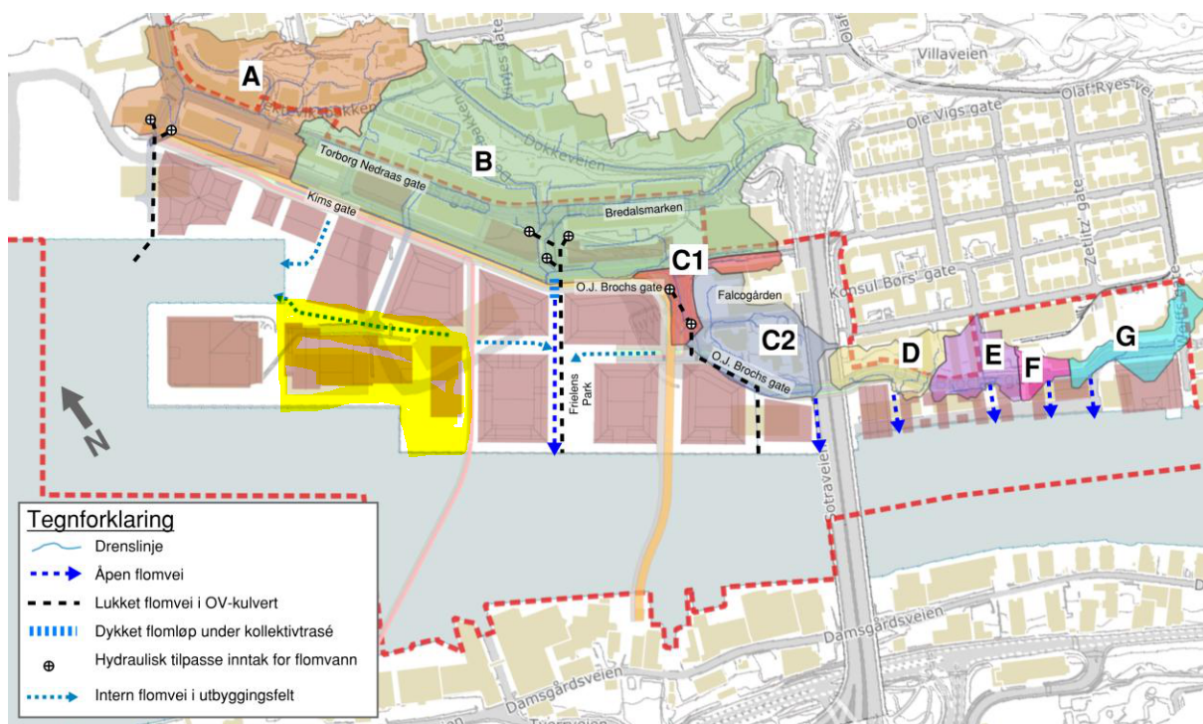 Villaveien
Olaf Ryes vei
Ole Vigs gate
A
B
Dokkeveien
Torborg Nedraas gate
Kims gate
Bredalsmarken
C1
O.J. Brochs gate
Falcogården
Konsul Børs' gate
Zetlitz gate
C2
D
E
F
G
O.J. Brochs gate
Frielens
Park
N
Sotraveien
Damsgårdsveien
Damsgårdsveien
Tegnforklaring
Drenslinje
Åpen flomvei
Lukket flomvei i OV-kulvert
Dykket flomløp under kollektivtrasé
Hydraulisk tilpasse inntak for flomvann
Intern flomvei i utbyggingsfelt